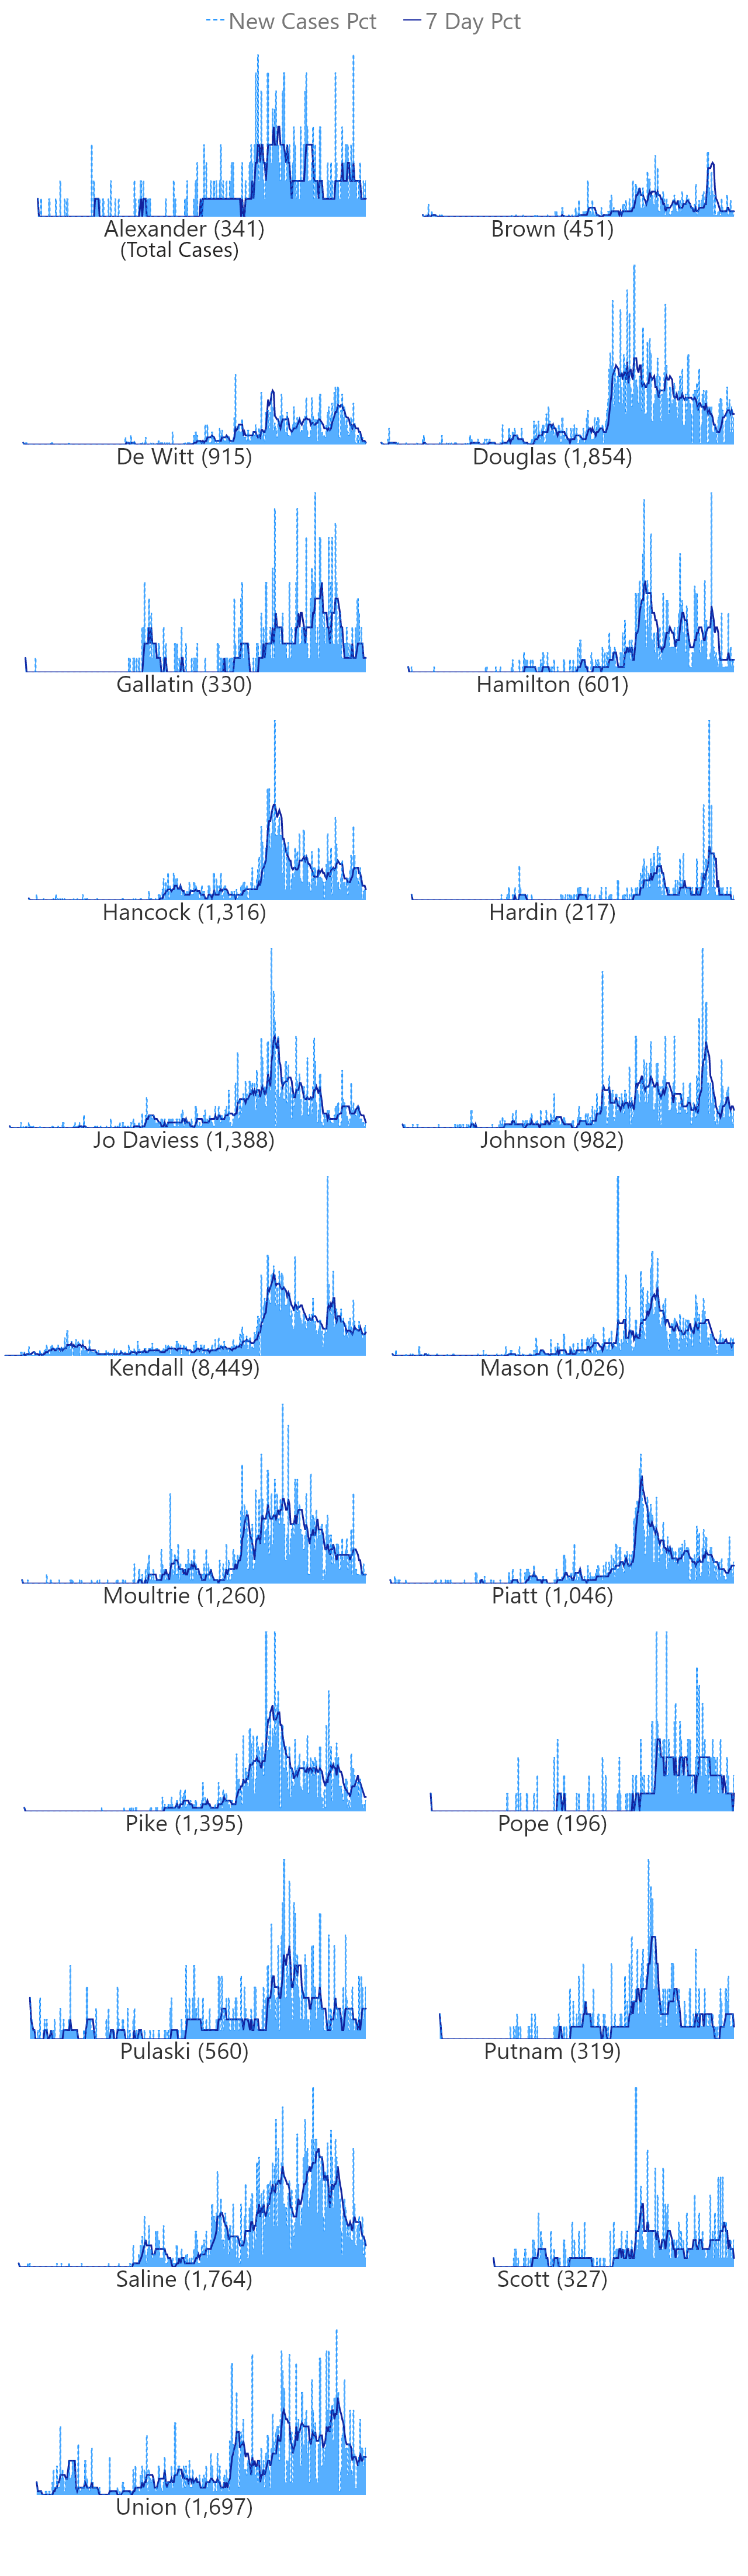 New Cases Pct 7 Day Pct
Alexander (341) Brown (451)
(Total Cases)
De Witt (915) Douglas (1,854)
Gallatin (330) Hamilton (601)
Hancock (1,316) Hardin (217)
Jo Daviess (1,388) Johnson (982)
Kendall (8,449) Mason (1,026)
Moultrie (1,260) Piatt (1,046)
Pike (1,395) Pope (196)
Pulaski (560) Putnam (319)
Saline (1,764) Scott (327)
Union (1,697)